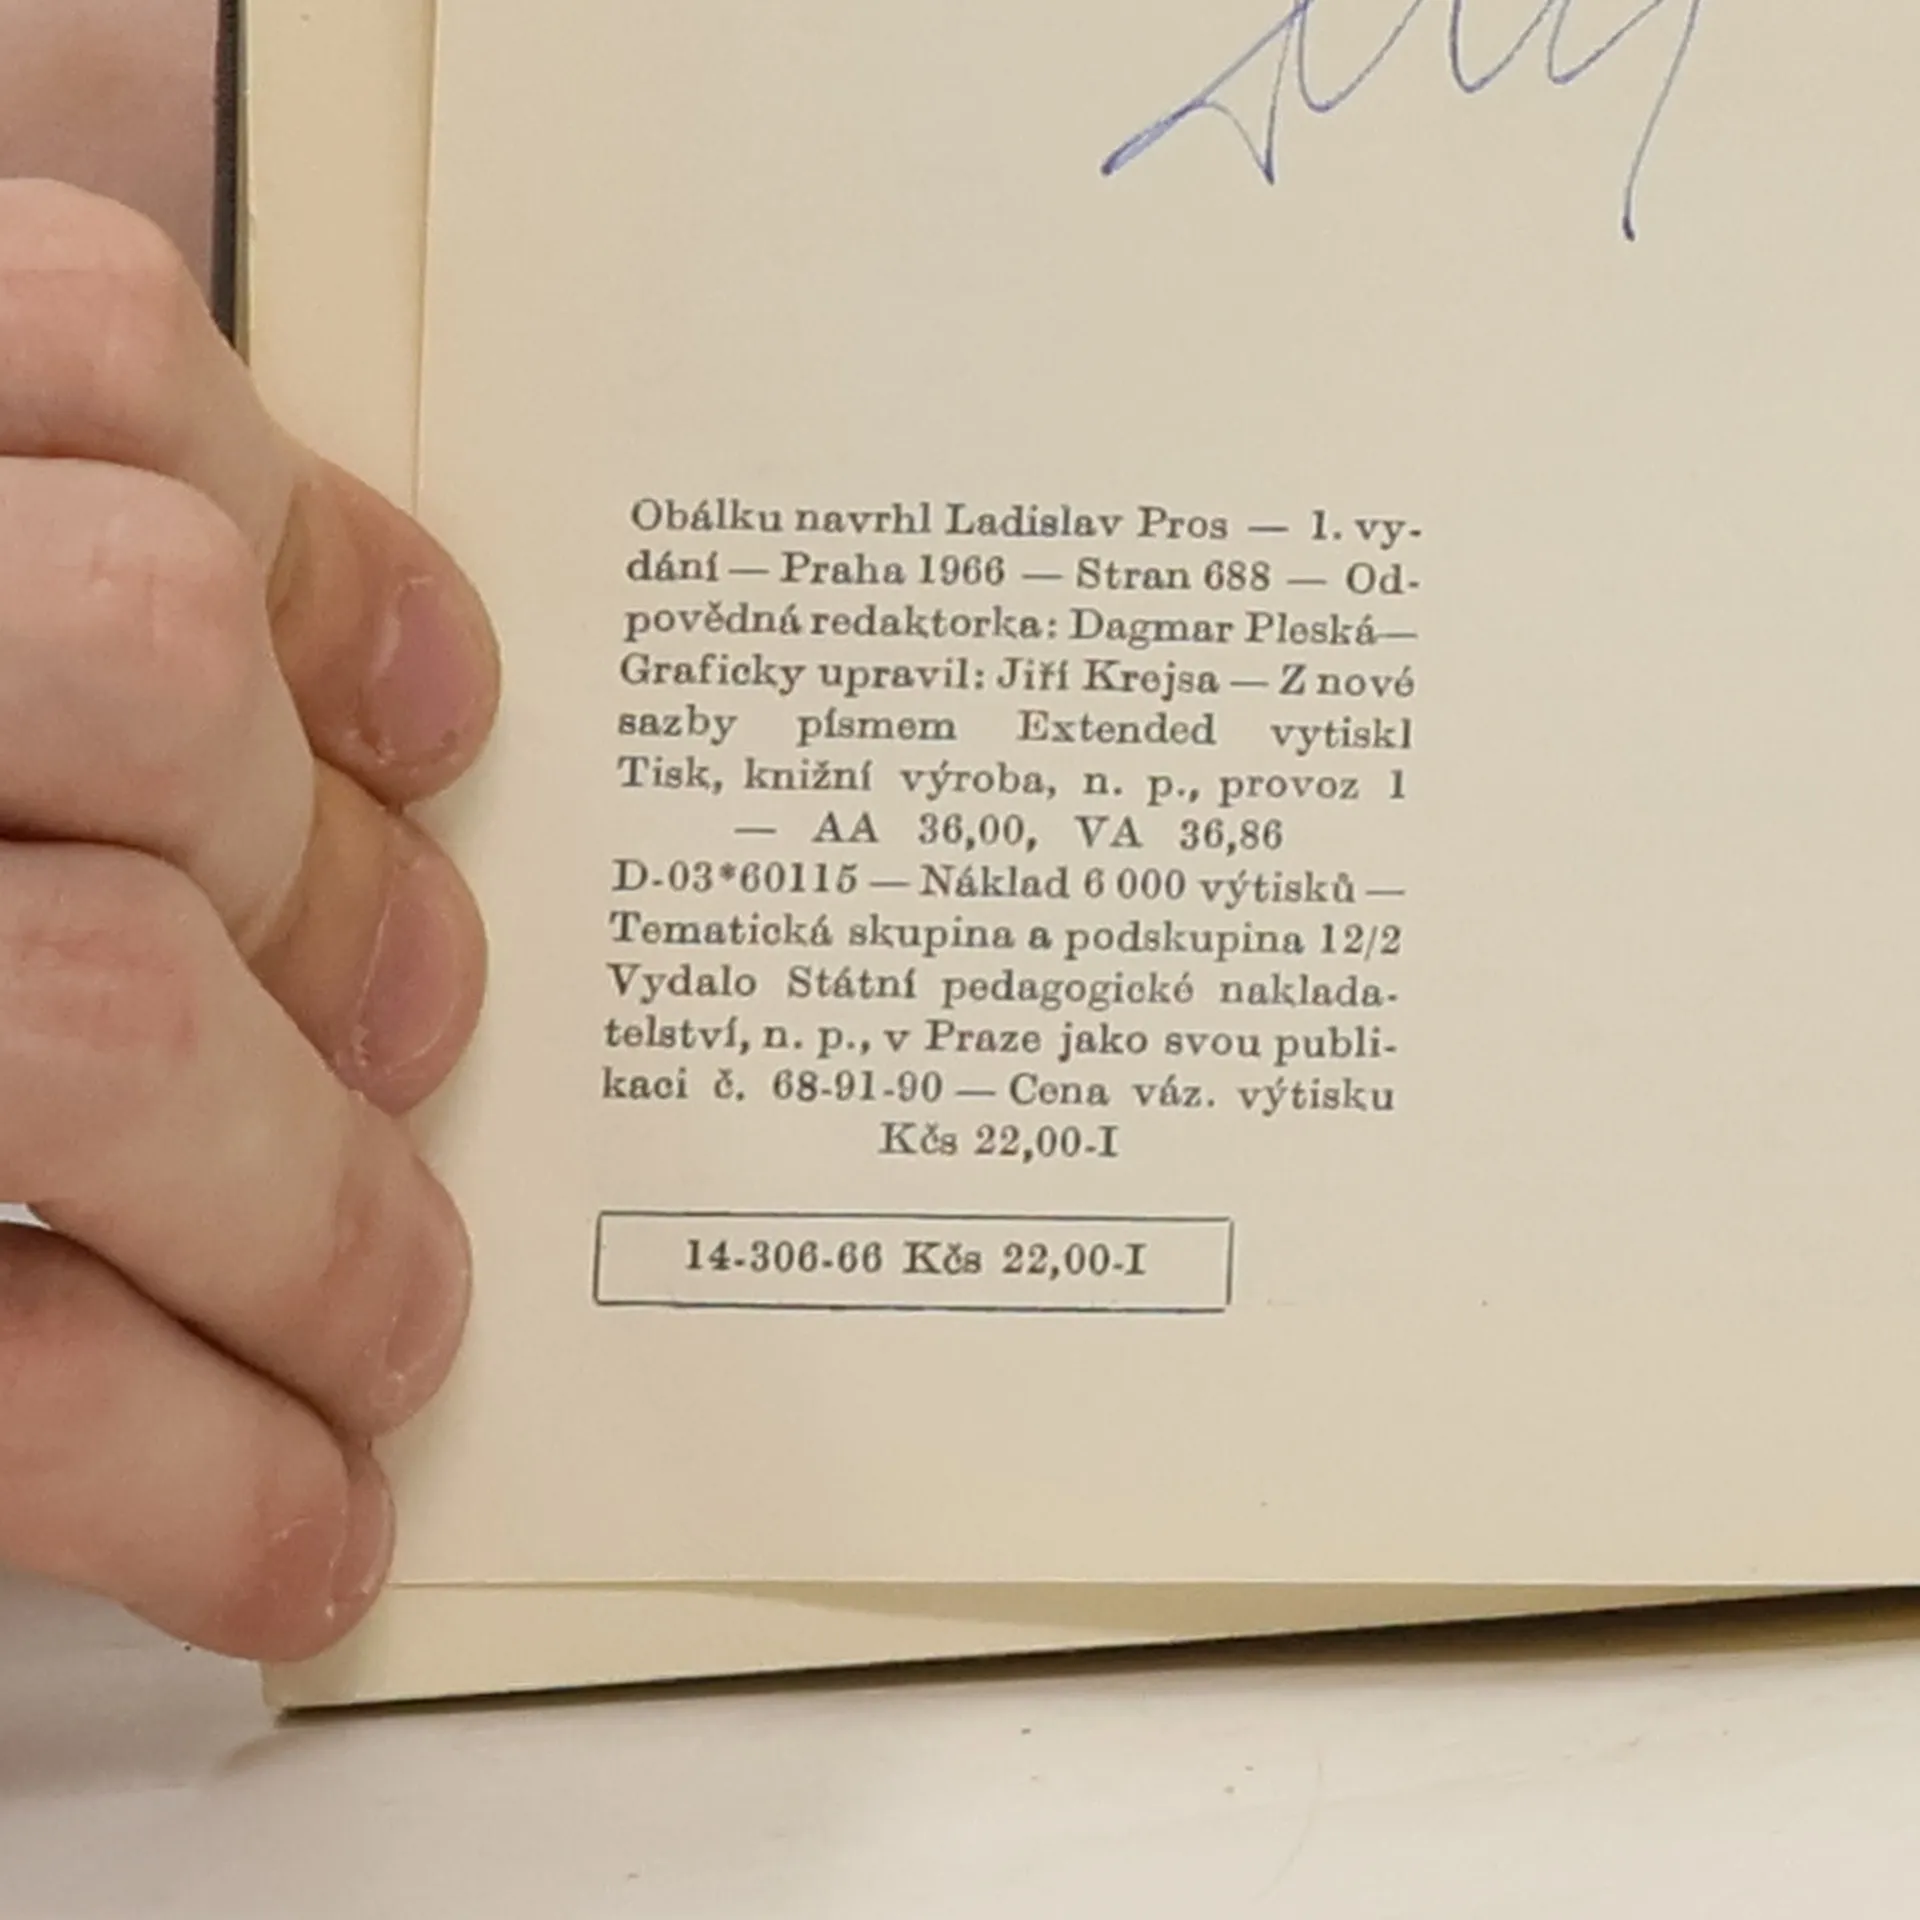 Obálku navrhl Ladislav Pros — 1. vy-
dání — Praha 1966 — Stran 688 — Od-
povědná redaktorka: Dagmar Pleská —
Graficky upravil: Jiří Krejsa — Z nové
sazby písmem Extended vytiskl
Tisk, knižní výroba, n. p., provoz 1
— AA 36,00, VA 36,86
D-03*60115 — Náklad 6 000 výtisků —
Tematická skupina a podskupina 12/2
Vydalo Státní pedagogické naklada-
telství, n. p., v Praze jako svou publi-
kaci č. 68-91-90 — Cena váz. výtisku
Kčs 22,00-I
14-306-66 Kčs 22,00-I